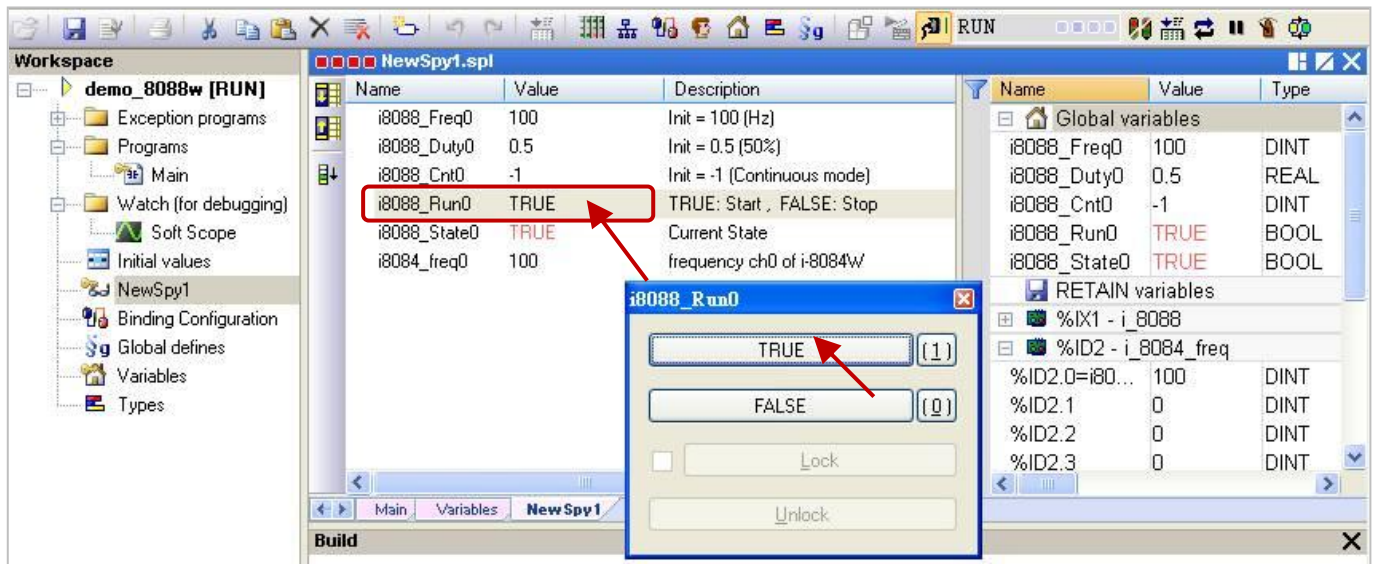 RUN
Workspace
demo_8088w [RUN]
Exception programs
Programs
Main
Watch (for debugging)
Soft Scope
Initial values
NewSpy1
Binding Configuration
Global defines
Variables
Types
NewSpy1.spl
Name Value Description
i8088_Freq0 100 Init = 100 (Hz)
i8088_Duty0 0.5 Init = 0.5 (50%)
i8088_Cnt0 -1 Init = -1 (Continuous mode)
i8088_Run0 TRUE TRUE: Start , FALSE: Stop
i8088_State0 TRUE Current State
i8084_freq0 100 frequency ch0 of i-8084W
i8088_Run0
TRUE (1)
FALSE (0)
Lock
Unlock
Name Value Type
Global variables
i8088_Freq0 100 DINT
i8088_Duty0 0.5 REAL
i8088_Cnt0 -1 DINT
i8088_Run0 TRUE BOOL
i8088_State0 TRUE BOOL
RETAIN variables
%IX1 - i_8088
%ID2 - i_8084_freq
%ID2.0=i80... 100 DINT
%ID2.1 0 DINT
%ID2.2 0 DINT
%ID2.3 0 DINT
Main Variables NewSpy1
Build